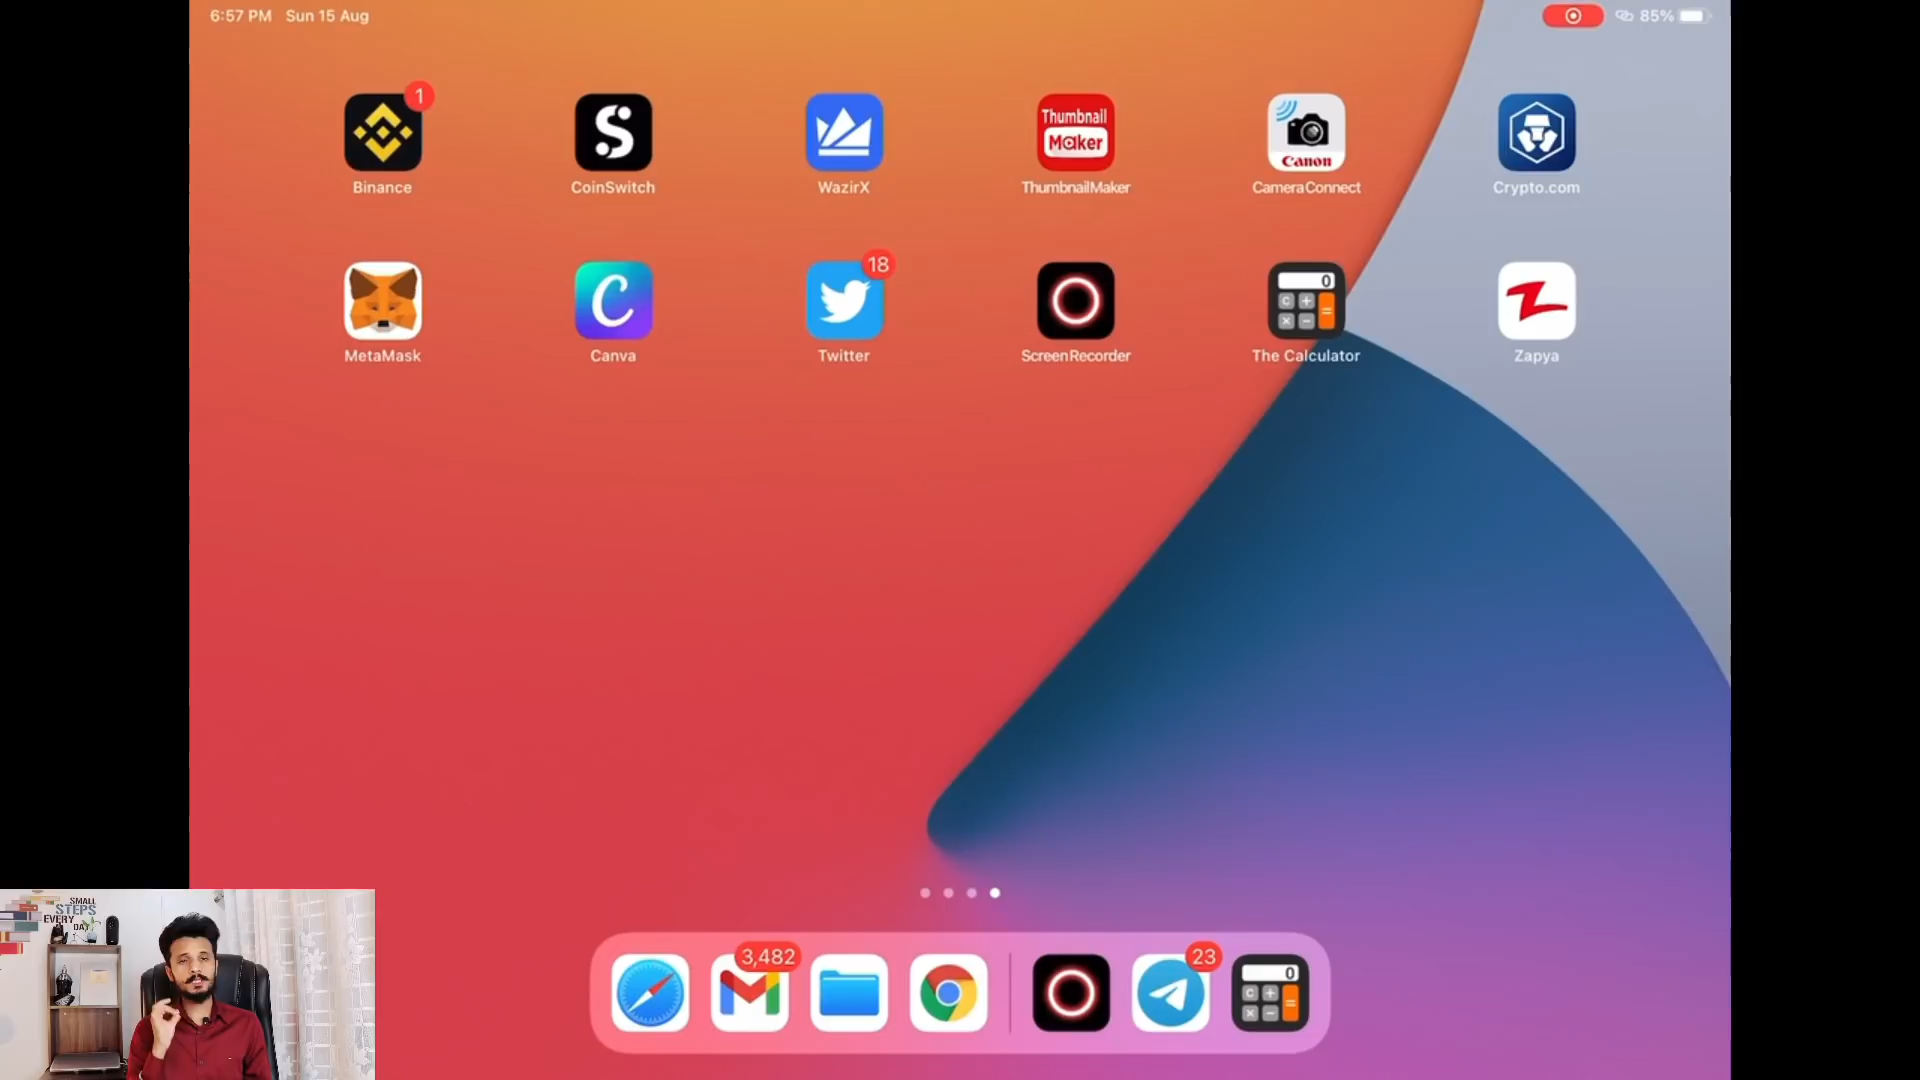 6:57 PM Sun 15 Aug
85%
1
Thumbnail
Maker
Canon
Binance
CoinSwitch
WazirX
ThumbnailMaker
CameraConnect
Crypto.com
18
0
C
MetaMask
Canva
Twitter
ScreenRecorder
The Calculator
Zapya
SMALL
STEPS
EVERY
DAY
3,482
23
0
C